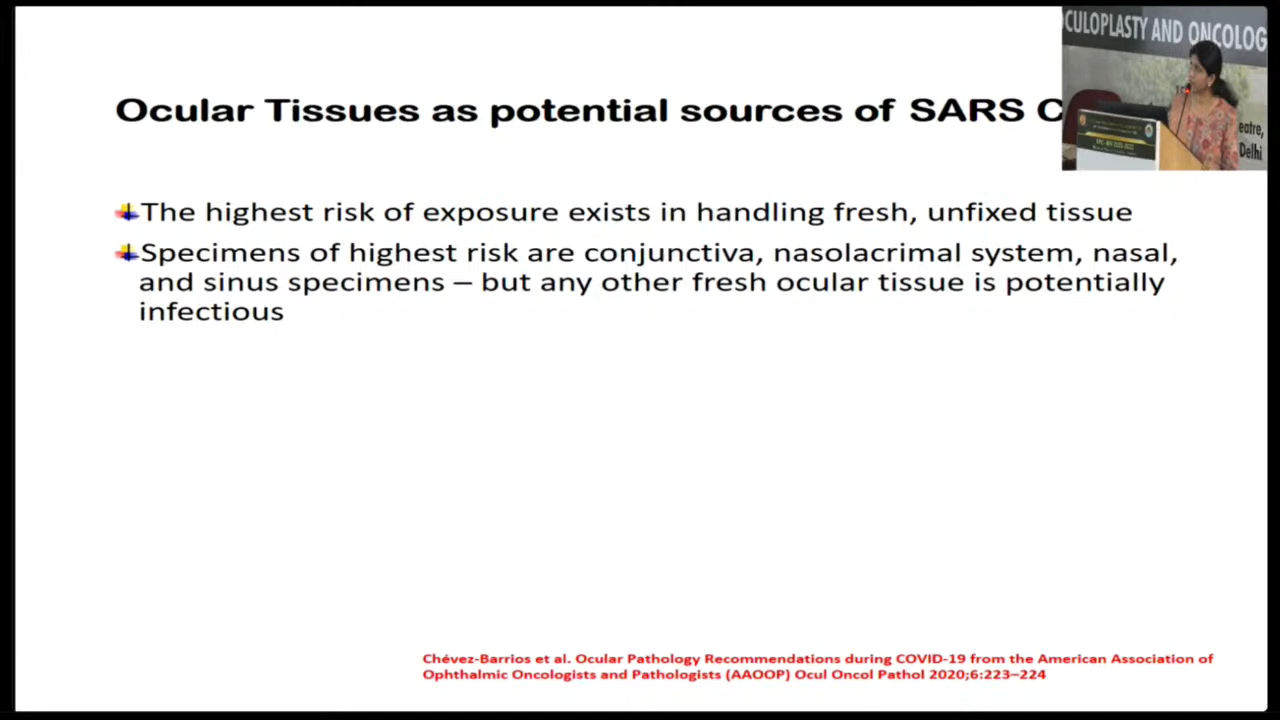 Ocular Tissues as potential sources of SARS
The highest risk of exposure exists in handling fresh, unfixed tissue
Specimens of highest risk are conjunctiva, nasolacrimal system, nasal,
and sinus specimens – but any other fresh ocular tissue is potentially
infectious
Chévez-Barrios et al. Ocular Pathology Recommendations during COVID-19 from the American Association of
Ophthalmic Oncologists and Pathologists (AAOOP) Ocul Oncol Pathol 2020;6:223–224
OCULOPLASTY AND ONCOLOG
eatre,
Delhi